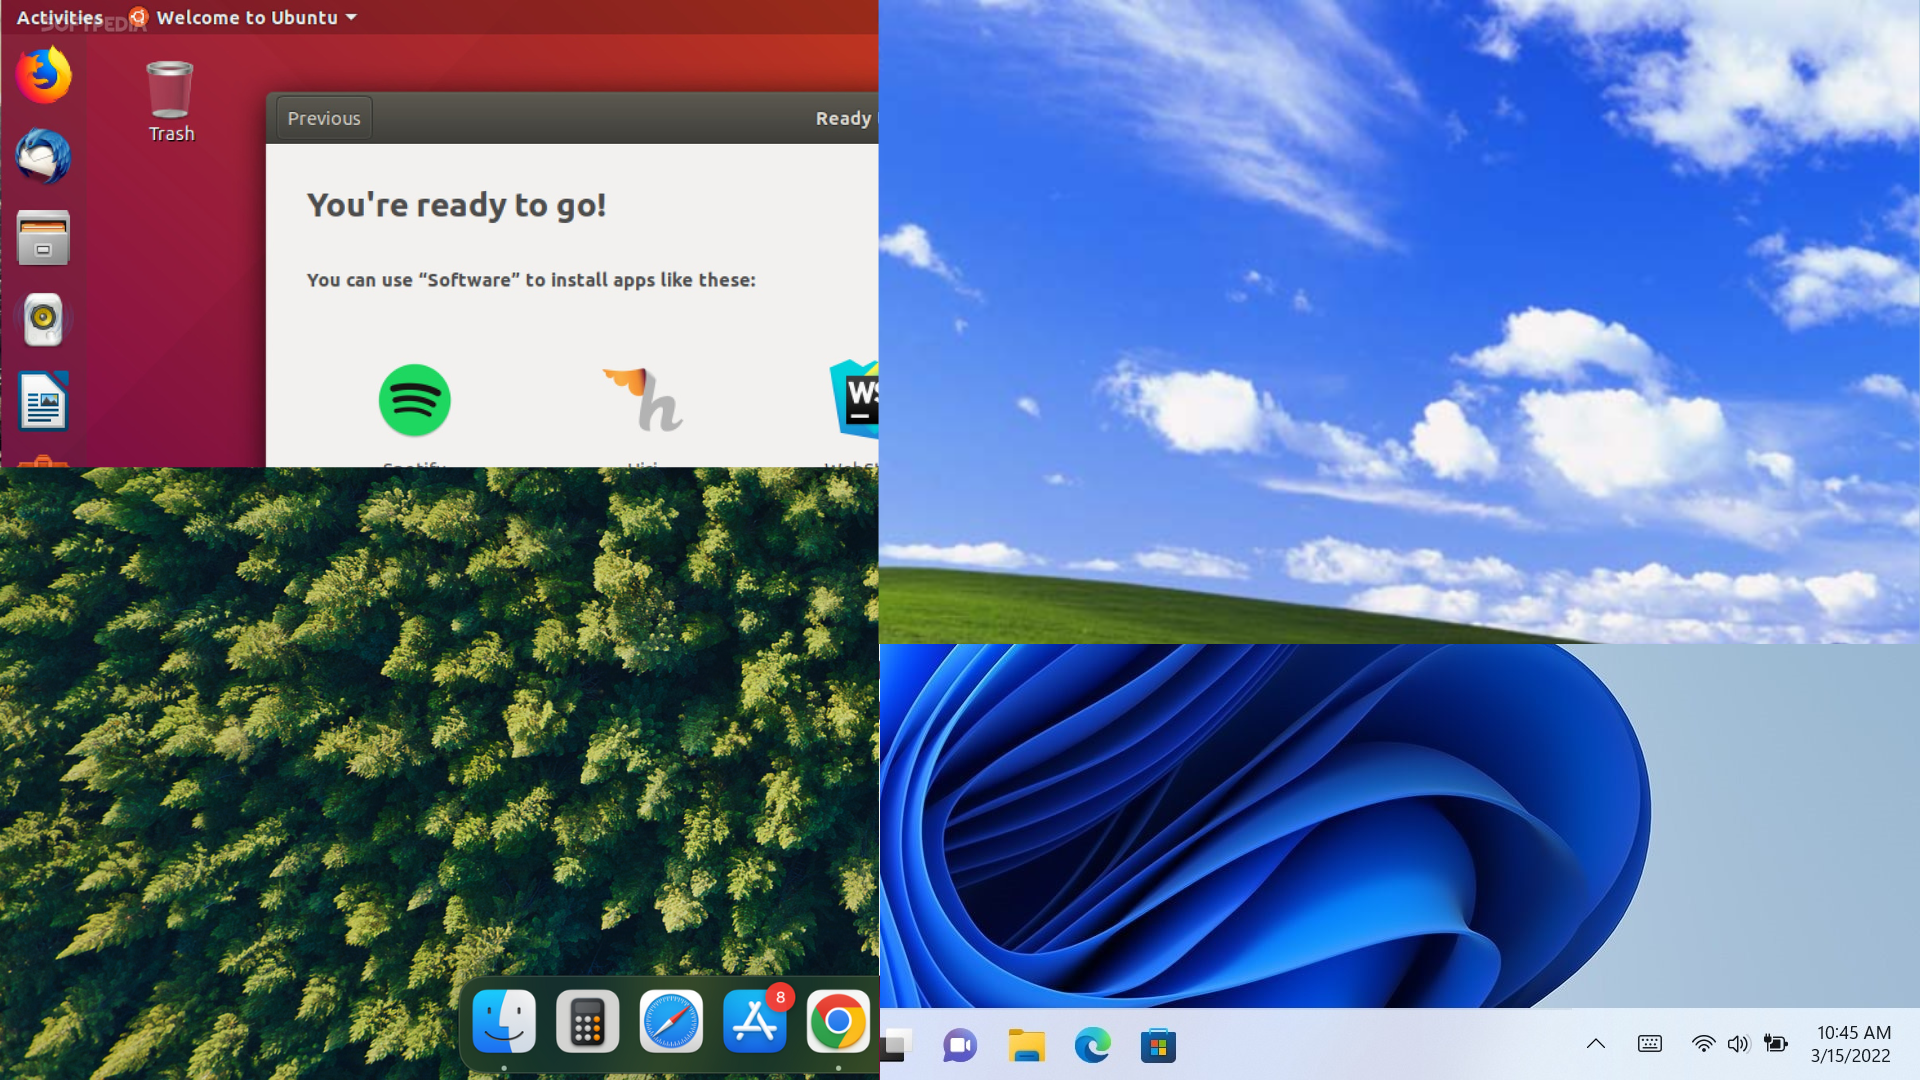 Activities
Welcome to Ubuntu
SOFTPEDIA
Trash
Previous
Ready
You're ready to go!
You can use “Software” to install apps like these:
h
WS
8
10:45 AM
3/15/2022